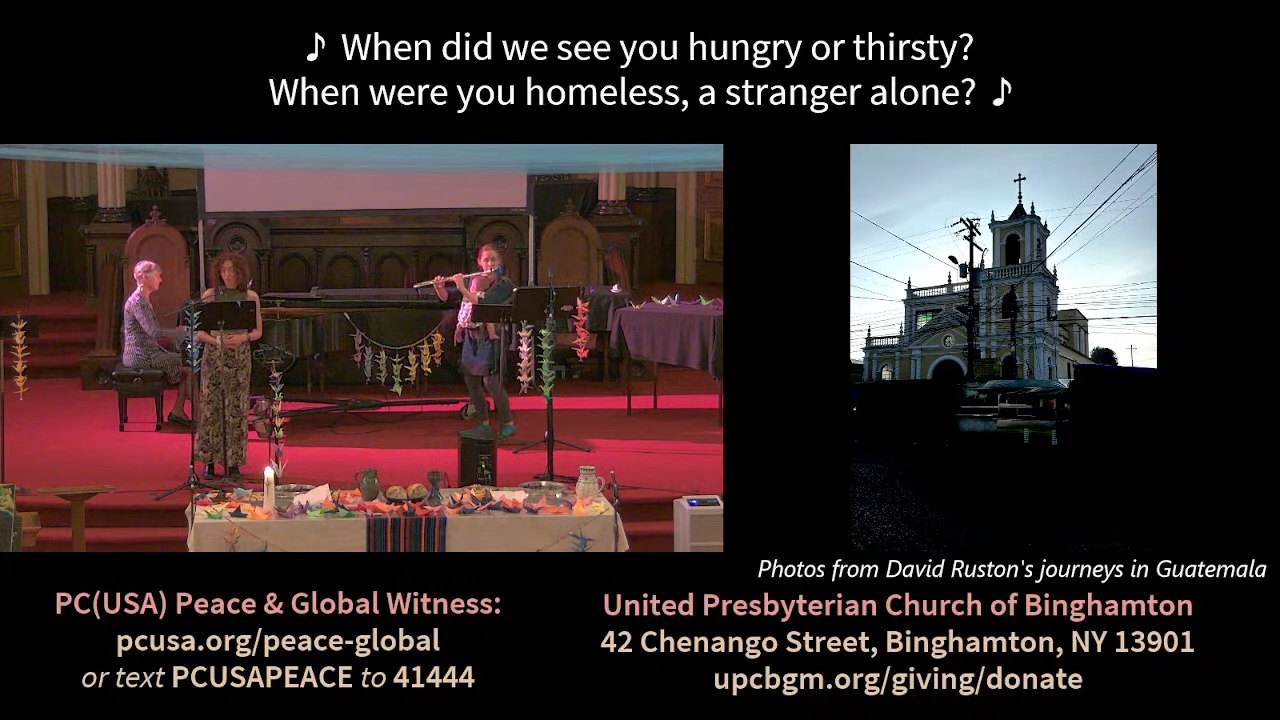 ♪ When did we see you hungry or thirsty?
When were you homeless, a stranger alone? ♪
Photos from David Ruston's journeys in Guatemala
PC(USA) Peace & Global Witness:
pcusa.org/peace-global
or text PCUSAPEACE to 41444
United Presbyterian Church of Binghamton
42 Chenango Street, Binghamton, NY 13901
upcbgm.org/giving/donate